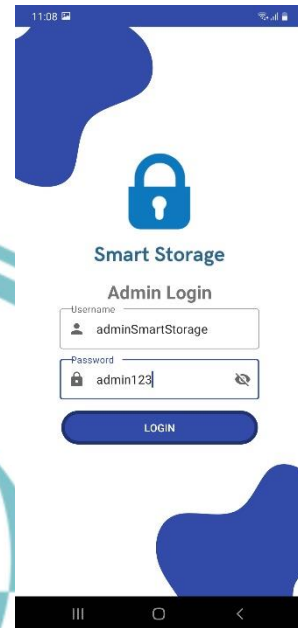 11:08
Smart Storage
Admin Login
Username
adminSmartStorage
Password
admin123
LOGIN